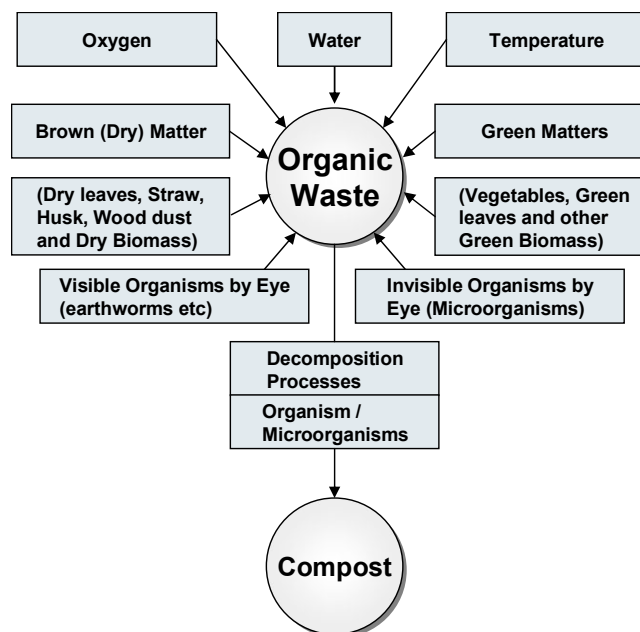 Oxygen
Water
Temperature
Brown (Dry) Matter
Green Matters
Organic
Waste
(Dry leaves, Straw,
Husk, Wood dust
and Dry Biomass)
(Vegetables, Green
leaves and other
Green Biomass)
Visible Organisms by Eye
(earthworms etc)
Invisible Organisms by
Eye (Microorganisms)
Decomposition
Processes
Organism /
Microorganisms
Compost